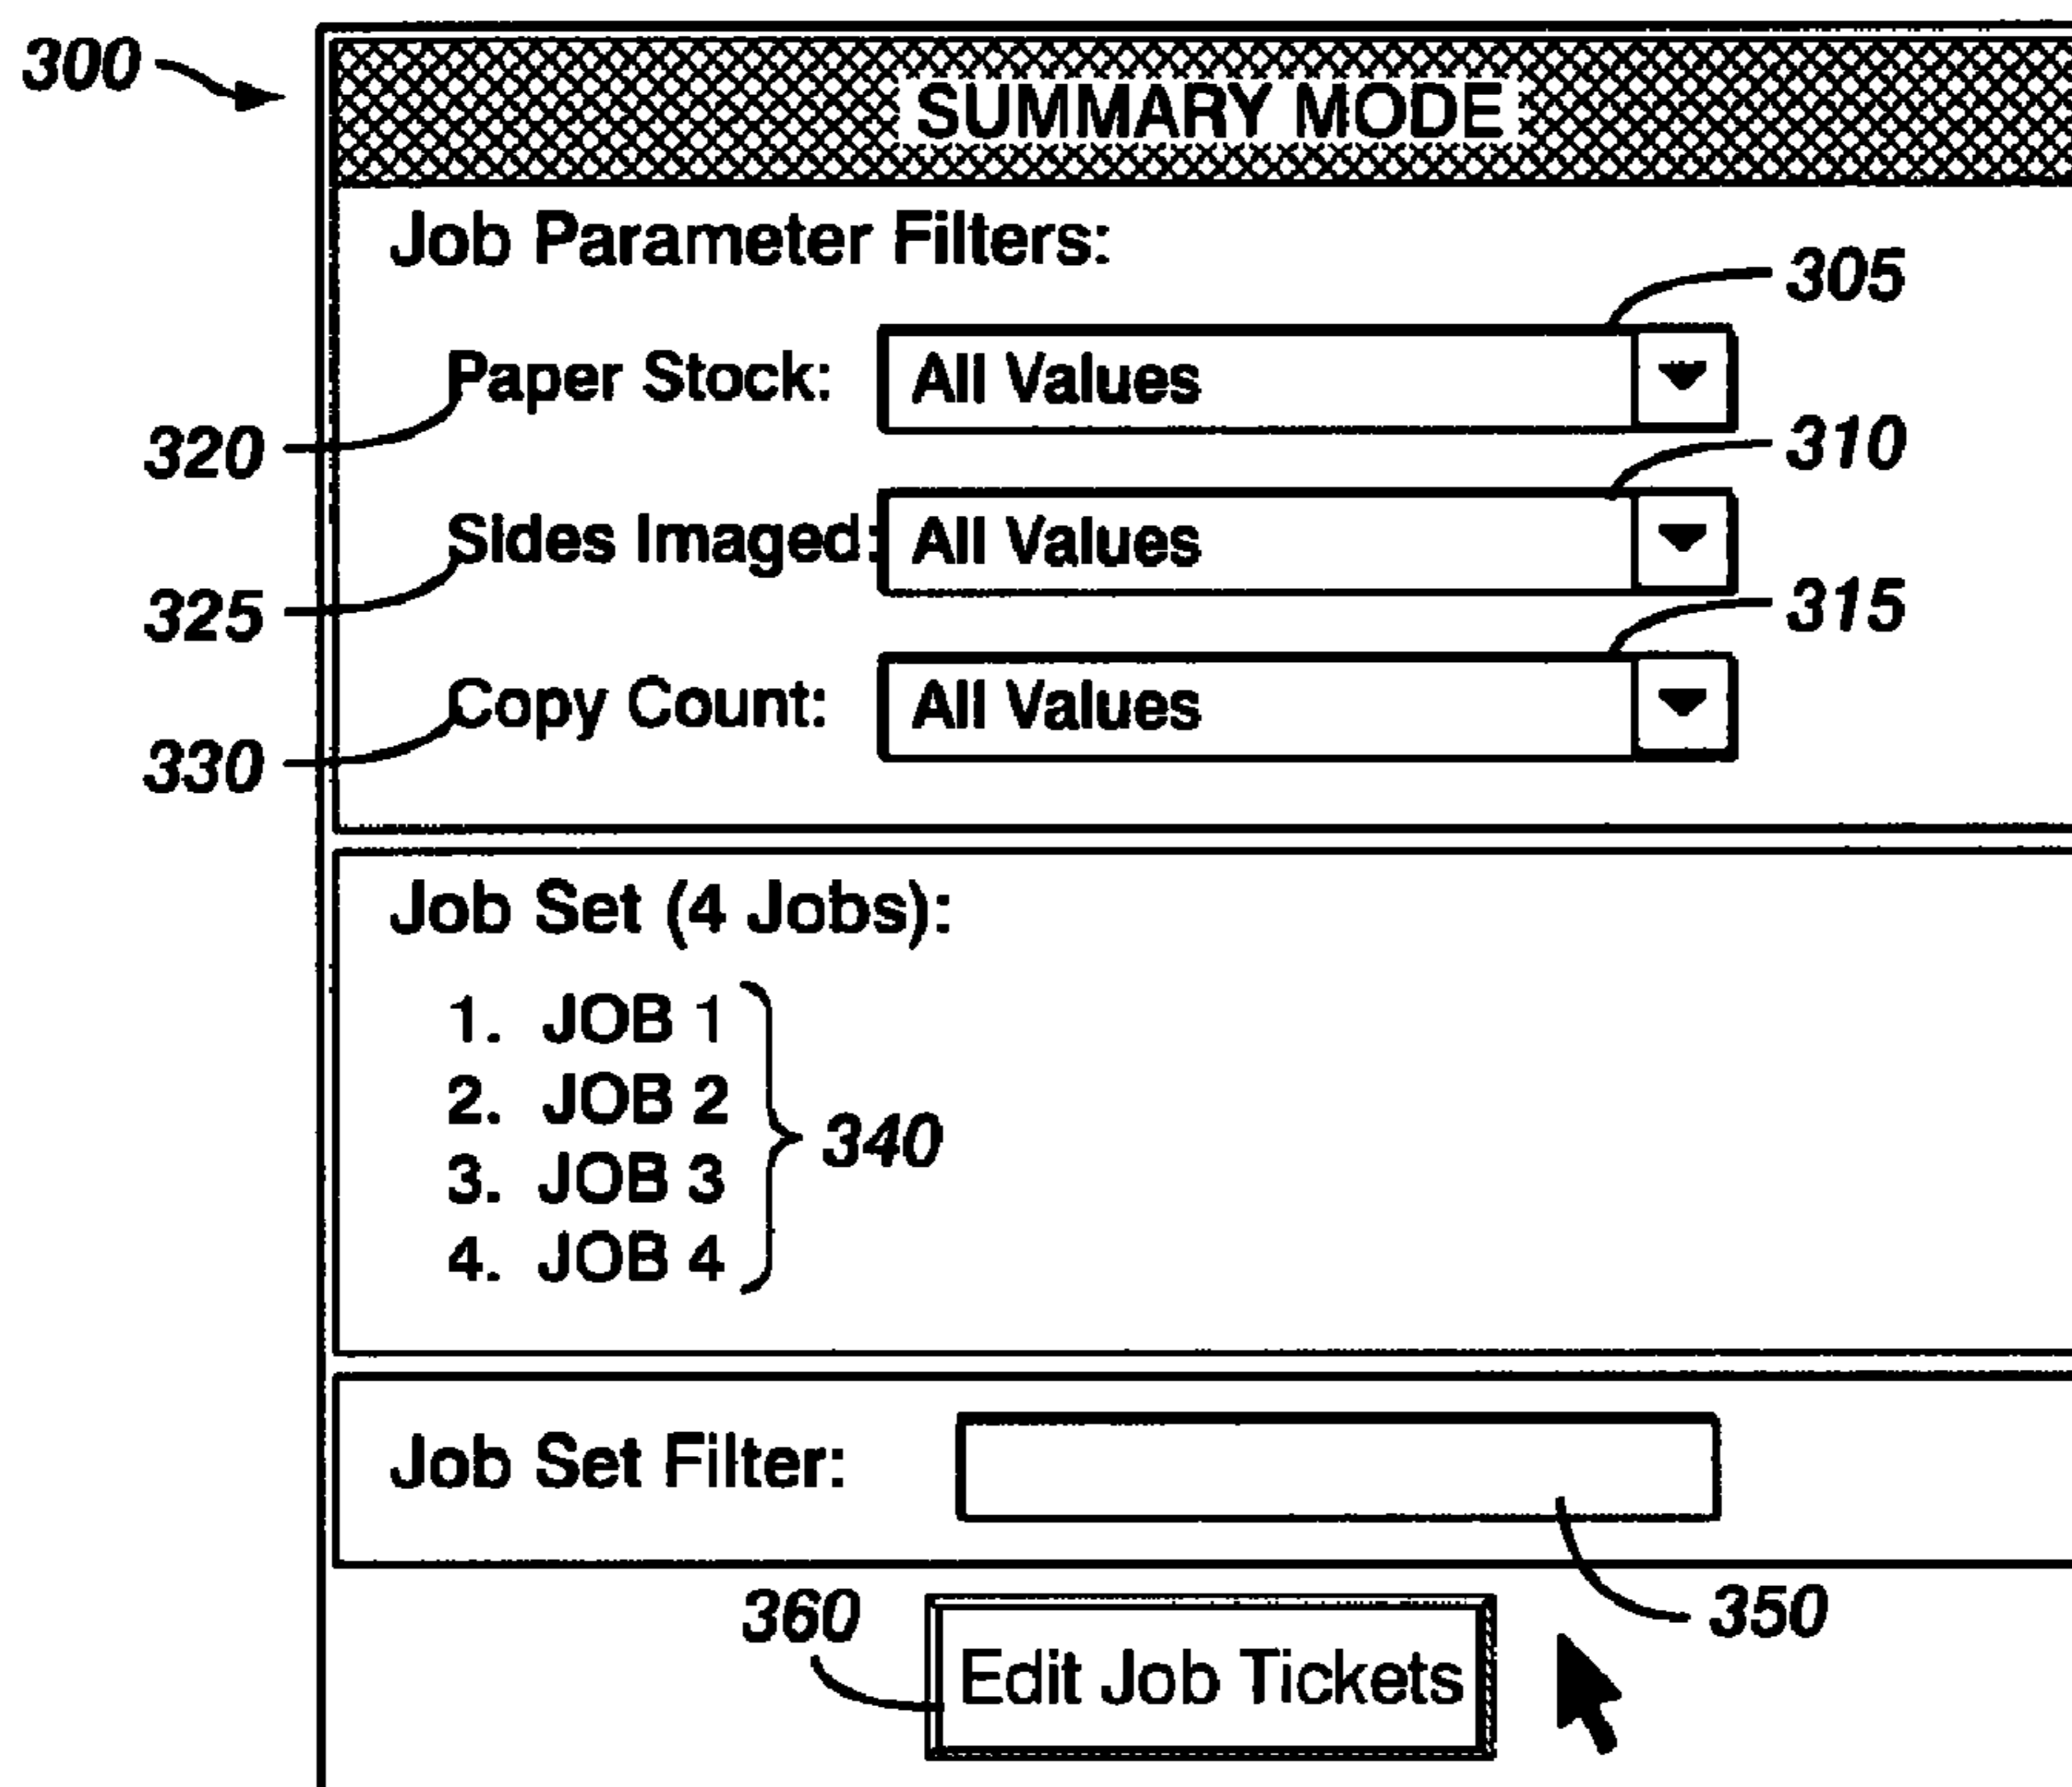 300
SUMMARY MODE
Job Parameter Filters:
305
Paper Stock: All Values
320
310
Sides Imaged: All Values
325
315
Copy Count: All Values
330
Job Set (4 Jobs):
1. JOB 1
2. JOB 2
340
3. JOB 3
4. JOB 4
Job Set Filter:
360
350
Edit Job Tickets